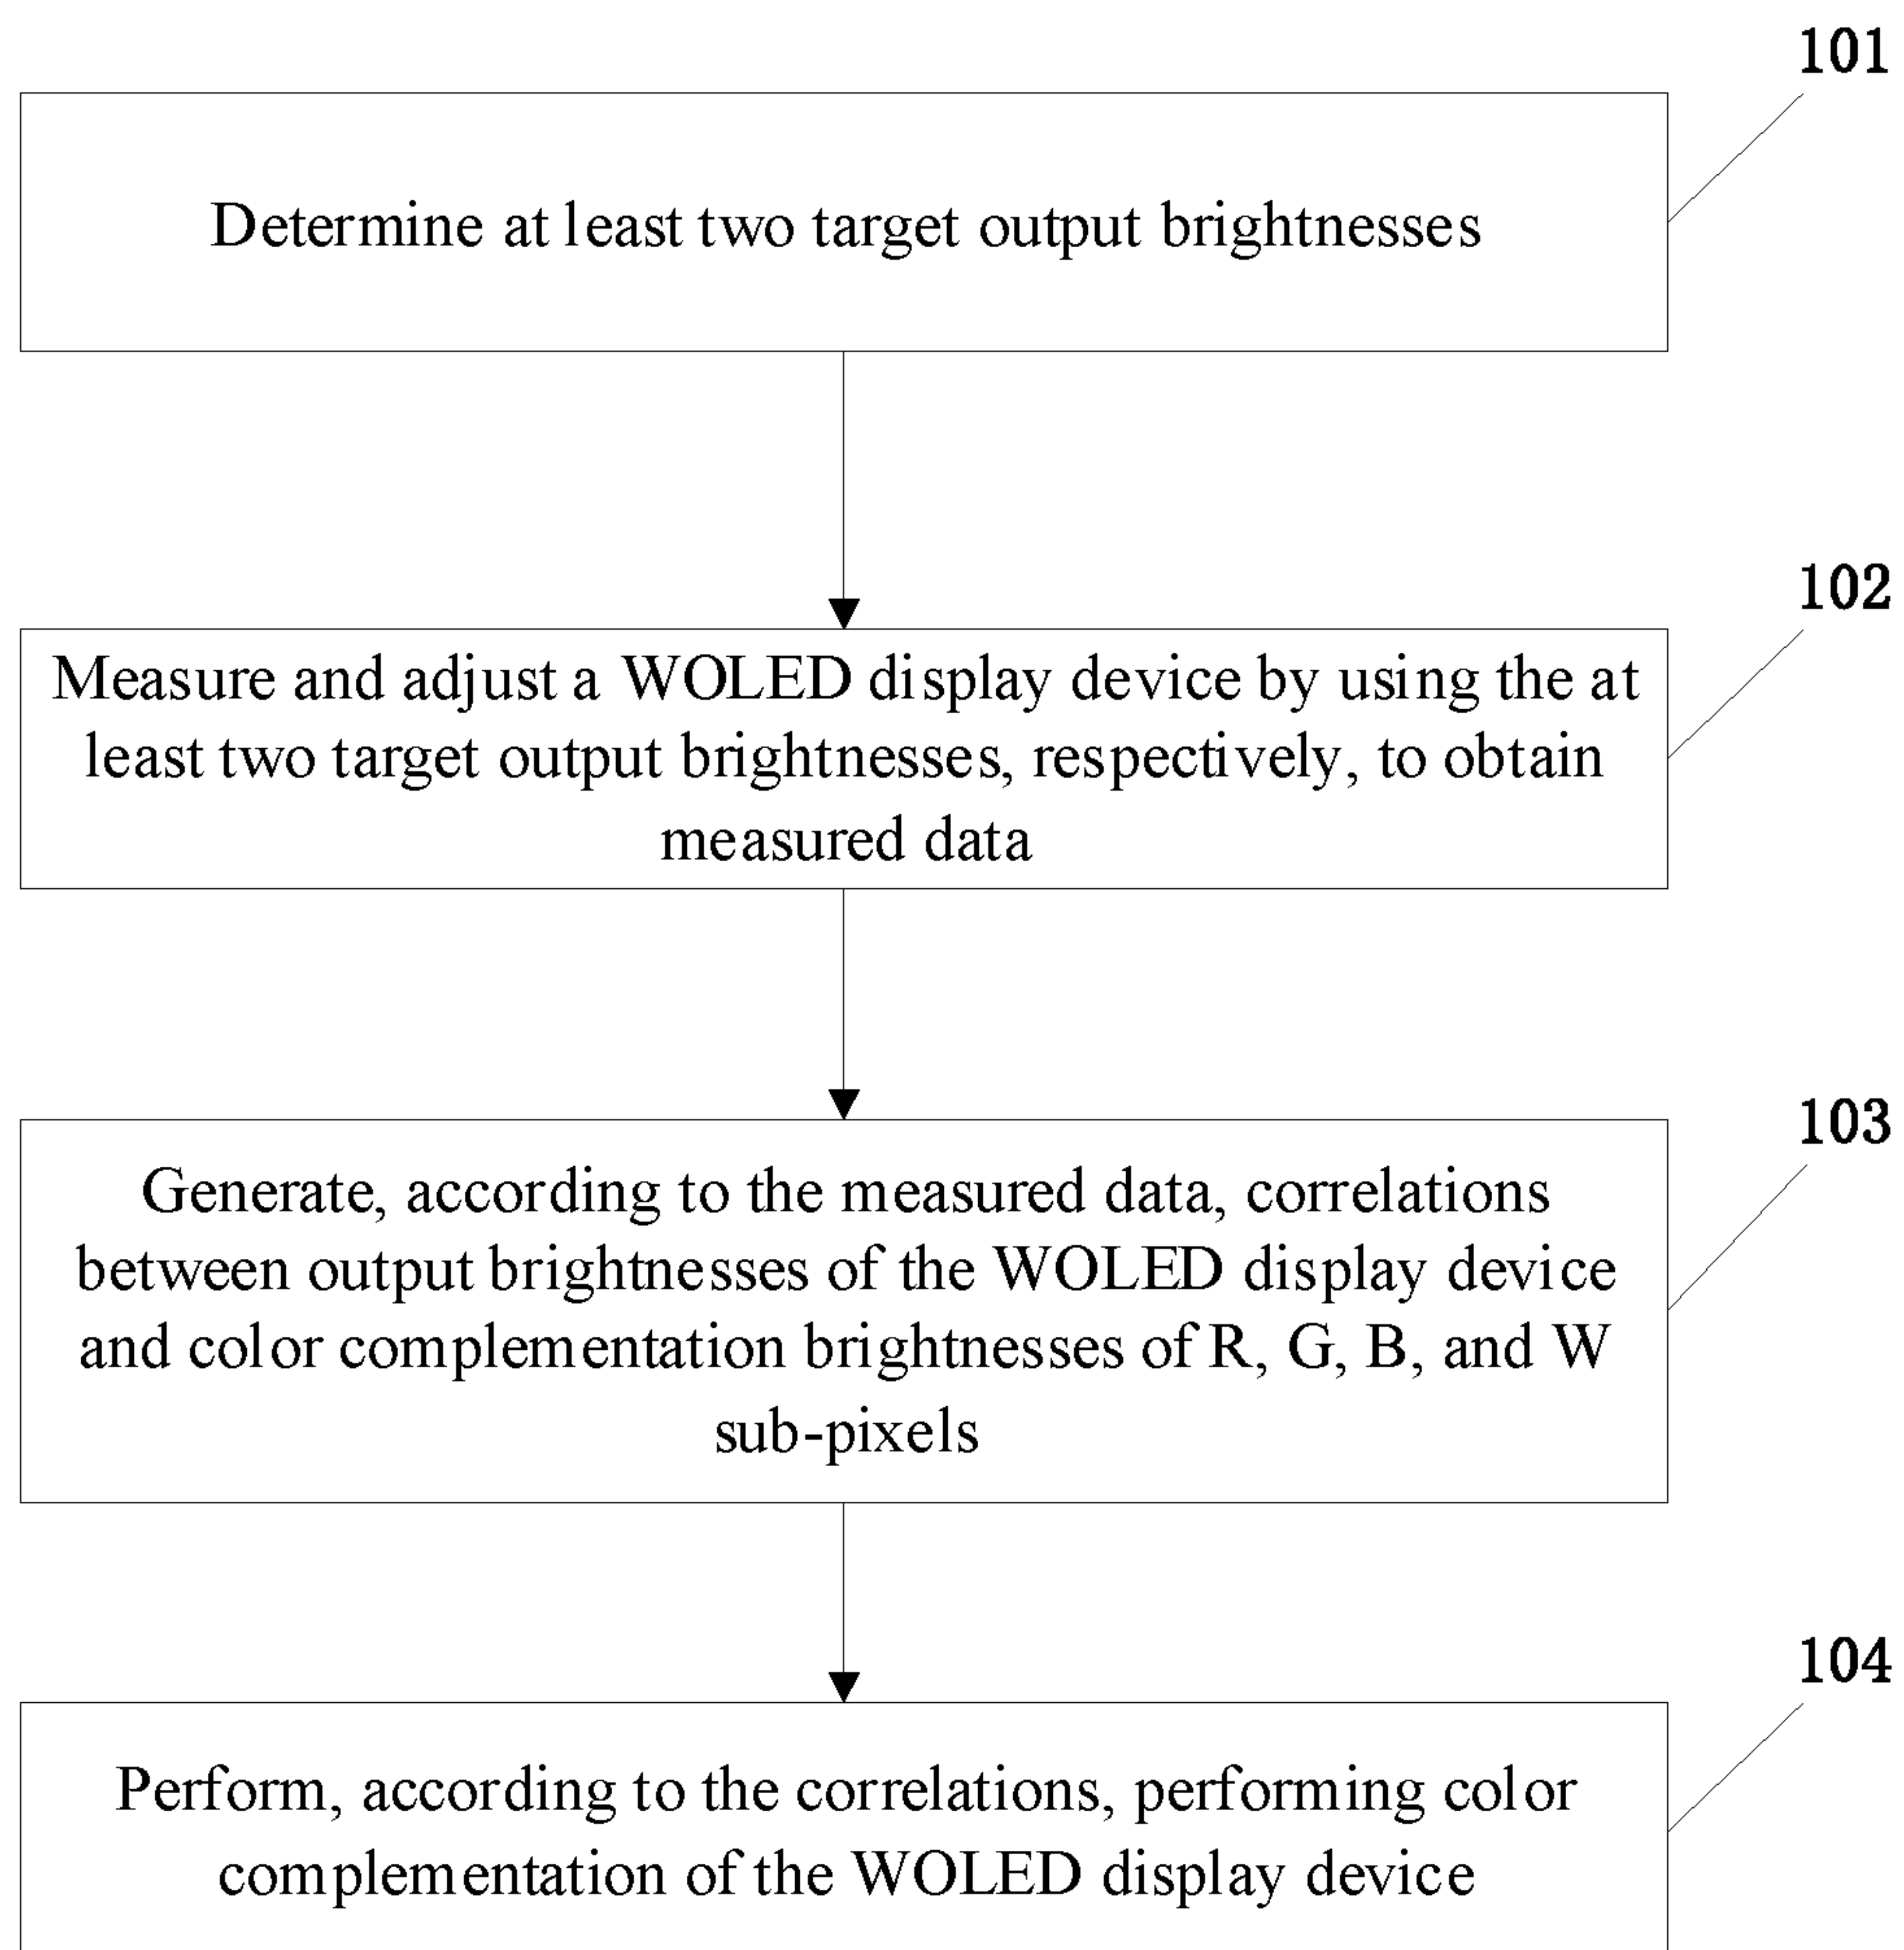 101
Determine at least two target output brightnesses
102
Measure and adjust a WOLED display device by using the at
least two target output brightnesses, respectively, to obtain
measured data
103
Generate, according to the measured data, correlations
between output brightnesses of the WOLED display device
and color complementation brightnesses of R, G, B, and W
sub-pixels
104
Perform, according to the correlations, performing color
complementation of the WOLED display device